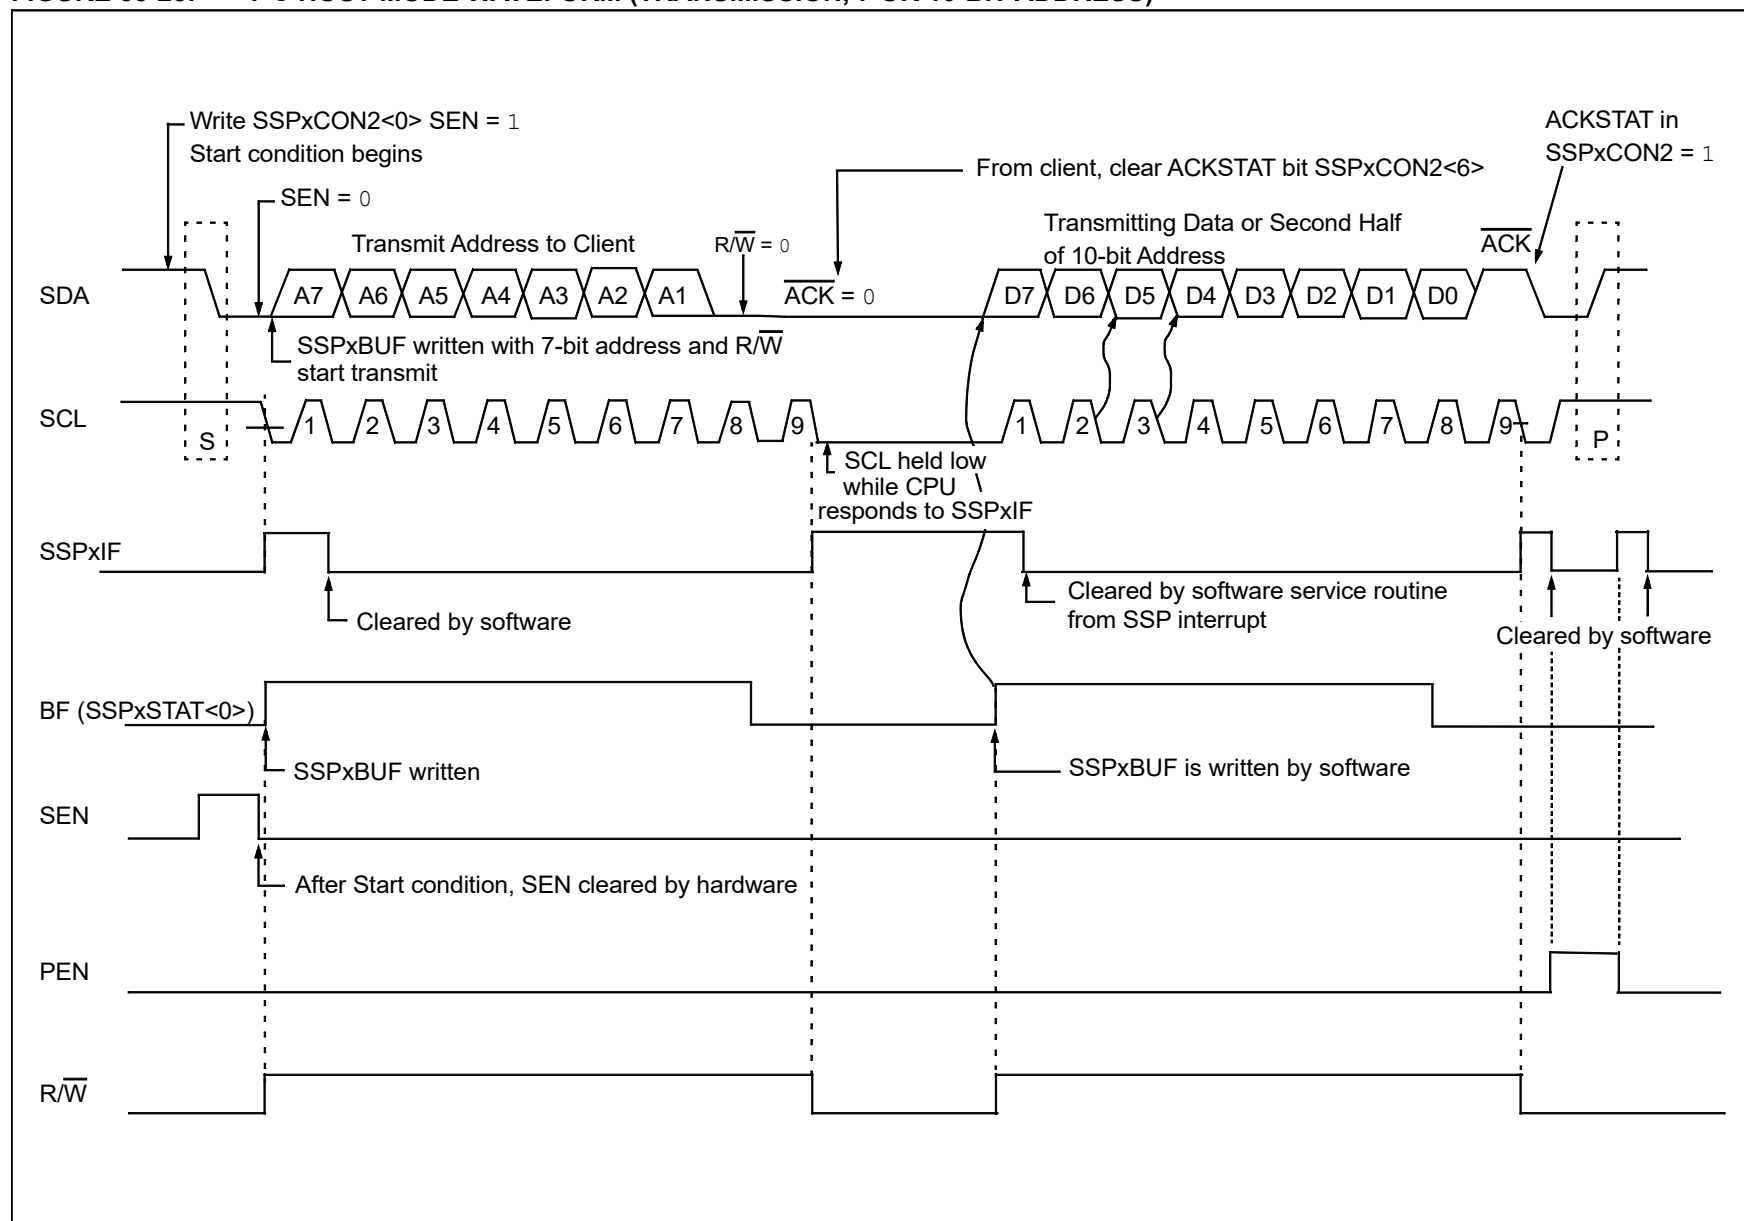 Write SSPxCON2<0> SEN = 1
Start condition begins
ACKSTAT in
SSPxCON2 = 1
From client, clear ACKSTAT bit SSPxCON2<6>
SEN = 0
Transmitting Data or Second Half
of 10-bit Address
Transmit Address to Client
R/W̅ = 0
A̅C̅K̅
SDA
A7 A6 A5 A4 A3 A2 A1
A̅C̅K̅ = 0
D7 D6 D5 D4 D3 D2 D1 D0
SSPxBUF written with 7-bit address and R/W̅
start transmit
SCL
S
1 2 3 4 5 6 7 8 9
1 2 3 4 5 6 7 8 9
P
SCL held low
while CPU
responds to SSPxIF
SSPxIF
Cleared by software
Cleared by software service routine
from SSP interrupt
Cleared by software
BF (SSPxSTAT<0>)
SSPxBUF written
SSPxBUF is written by software
SEN
After Start condition, SEN cleared by hardware
PEN
R/W̅